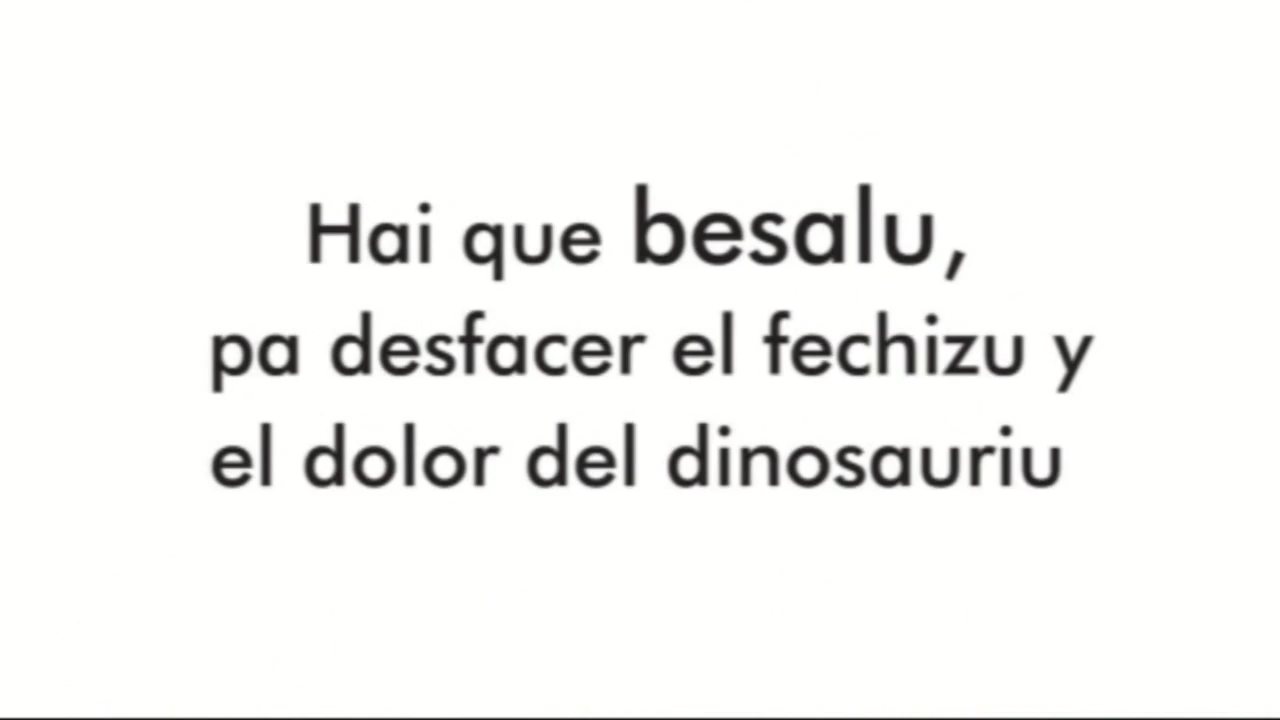 Hai que besalu,
pa desfacer el fechizu y
el dolor del dinosauriu